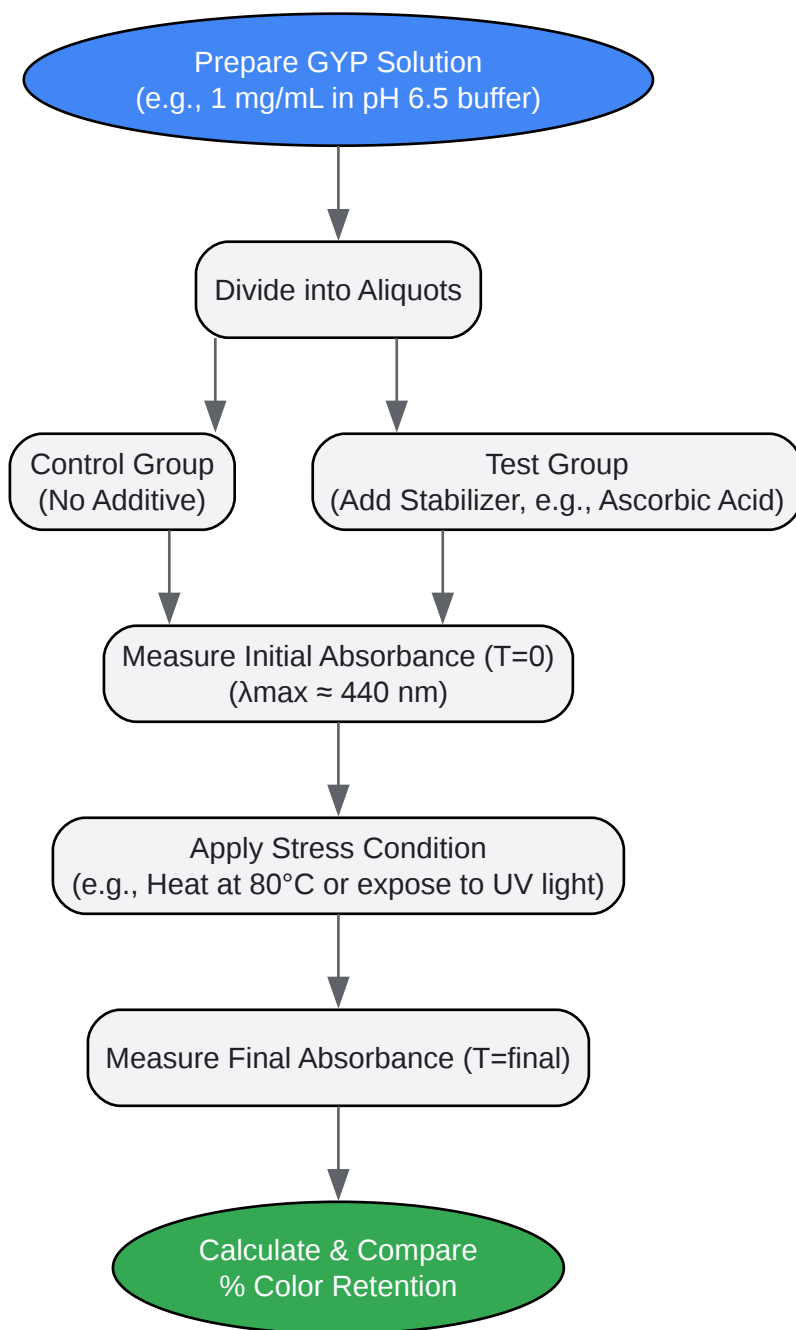 Prepare GYP Solution
(e.g., 1 mg/mL in pH 6.5 buffer)
Divide into Aliquots
Control Group
(No Additive)
Test Group
(Add Stabilizer, e.g., Ascorbic Acid)
Measure Initial Absorbance (T=0)
(λmax ≈ 440 nm)
Apply Stress Condition
(e.g., Heat at 80°C or expose to UV light)
Measure Final Absorbance (T=final)
Calculate & Compare
% Color Retention